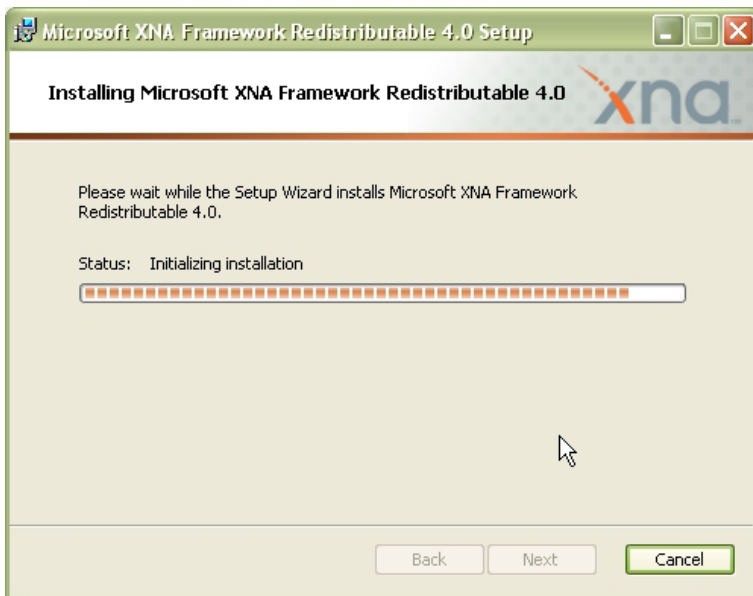 Microsoft XNA Framework Redistributable 4.0 Setup
Installing Microsoft XNA Framework Redistributable 4.0
xna
Please wait while the Setup Wizard installs Microsoft XNA Framework
Redistributable 4.0.
Status: Initializing installation
Back
Next
Cancel